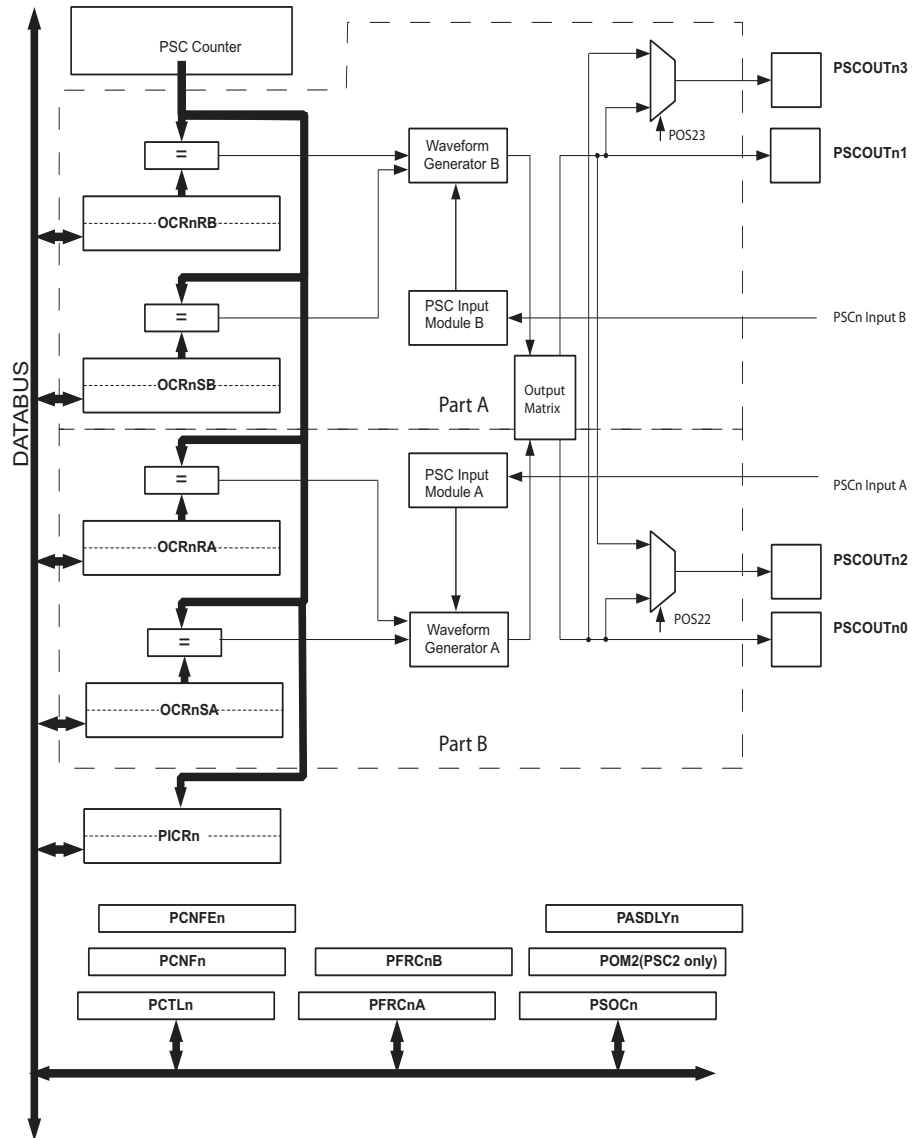 PSC Counter
PSCOUTn3
POS23
=
Waveform
Generator B
PSCOUTn1
OCRnRB
=
PSC Input
Module B
PSCn Input B
OCRnSB
Part A
Output
Matrix
DATABUS
=
PSC Input
Module A
PSCn Input A
OCRnRA
PSCOUTn2
=
Waveform
Generator A
POS22
PSCOUTn0
OCRnSA
Part B
PICRn
PCNFEn
PASDLYn
PCNFn
PFRCnB
POM2(PSC2 only)
PCTLn
PFRCnA
PSOCn